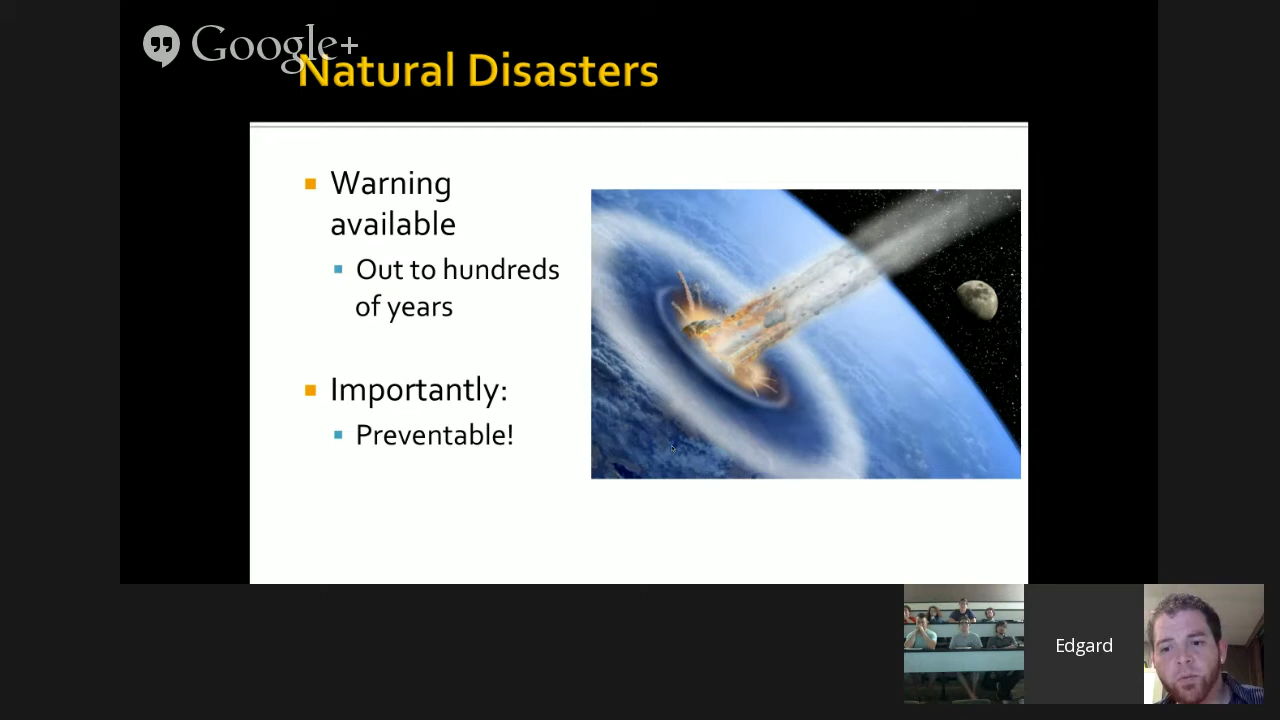 Google+
Natural Disasters
Warning
available
Out to hundreds
of years
Importantly:
Preventable!
Edgard